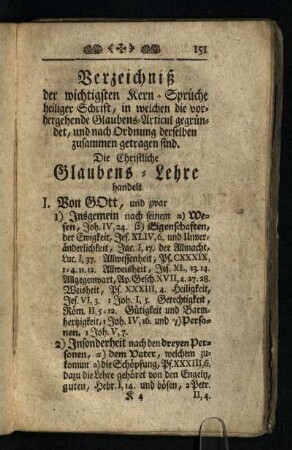 151
Verzeichniß
der wichtigsten Kern-Sprüche
heiliger Schrift, in welchen die vor-
hergehende Glaubens-Articul gegrün-
det, und nach Ordnung derselben
zusammen getragen sind.
Die Christliche
Glaubens-Lehre
handelt
I. Von GOtt, und zwar
1) Insgemein nach seinem α) We-
sen, Joh. IV, 24. β) Eigenschaften,
der Ewigkeit, Jes. XLIV, 6. und Unver-
änderlichkeit, Jac. I, 17. der Allmacht,
Luc. I, 37. Allwissenheit, Ps. CXXXIX,
1-4. 11. 12. Allweisheit, Jes. XL, 13. 14.
Allgegenwart, Ap. Gesch. XVII, 4. 27. 28.
Weisheit, Ps. XXXIII, 4. Heiligkeit,
Jes. VI, 3. 1 Joh. I, 5. Gerechtigkeit,
Röm. II, 5-12. Gütigkeit und Barm-
hertzigkeit, 1 Joh. IV, 16. und γ) Perso-
nen. 1 Joh. V, 7.
2) Insonderheit nach den dreyen Per-
sonen, α) dem Vater, welchem zu-
kommt a) die Schöpfung, Ps. XXXIII, 6.
dazu die Lehre gehöret von den Engeln,
guten, Hebr. I, 14. und bösen, 2 Petr.
K 4 II, 4.